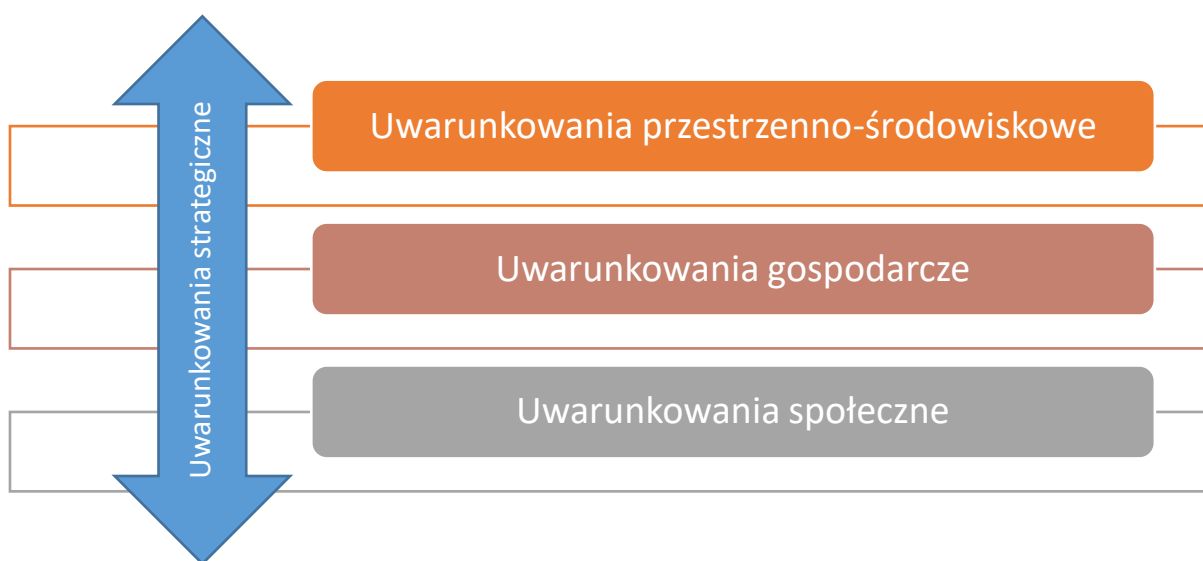 Uwarunkowania strategiczne
Uwarunkowania przestrzenno-środowiskowe
Uwarunkowania gospodarcze
Uwarunkowania społeczne